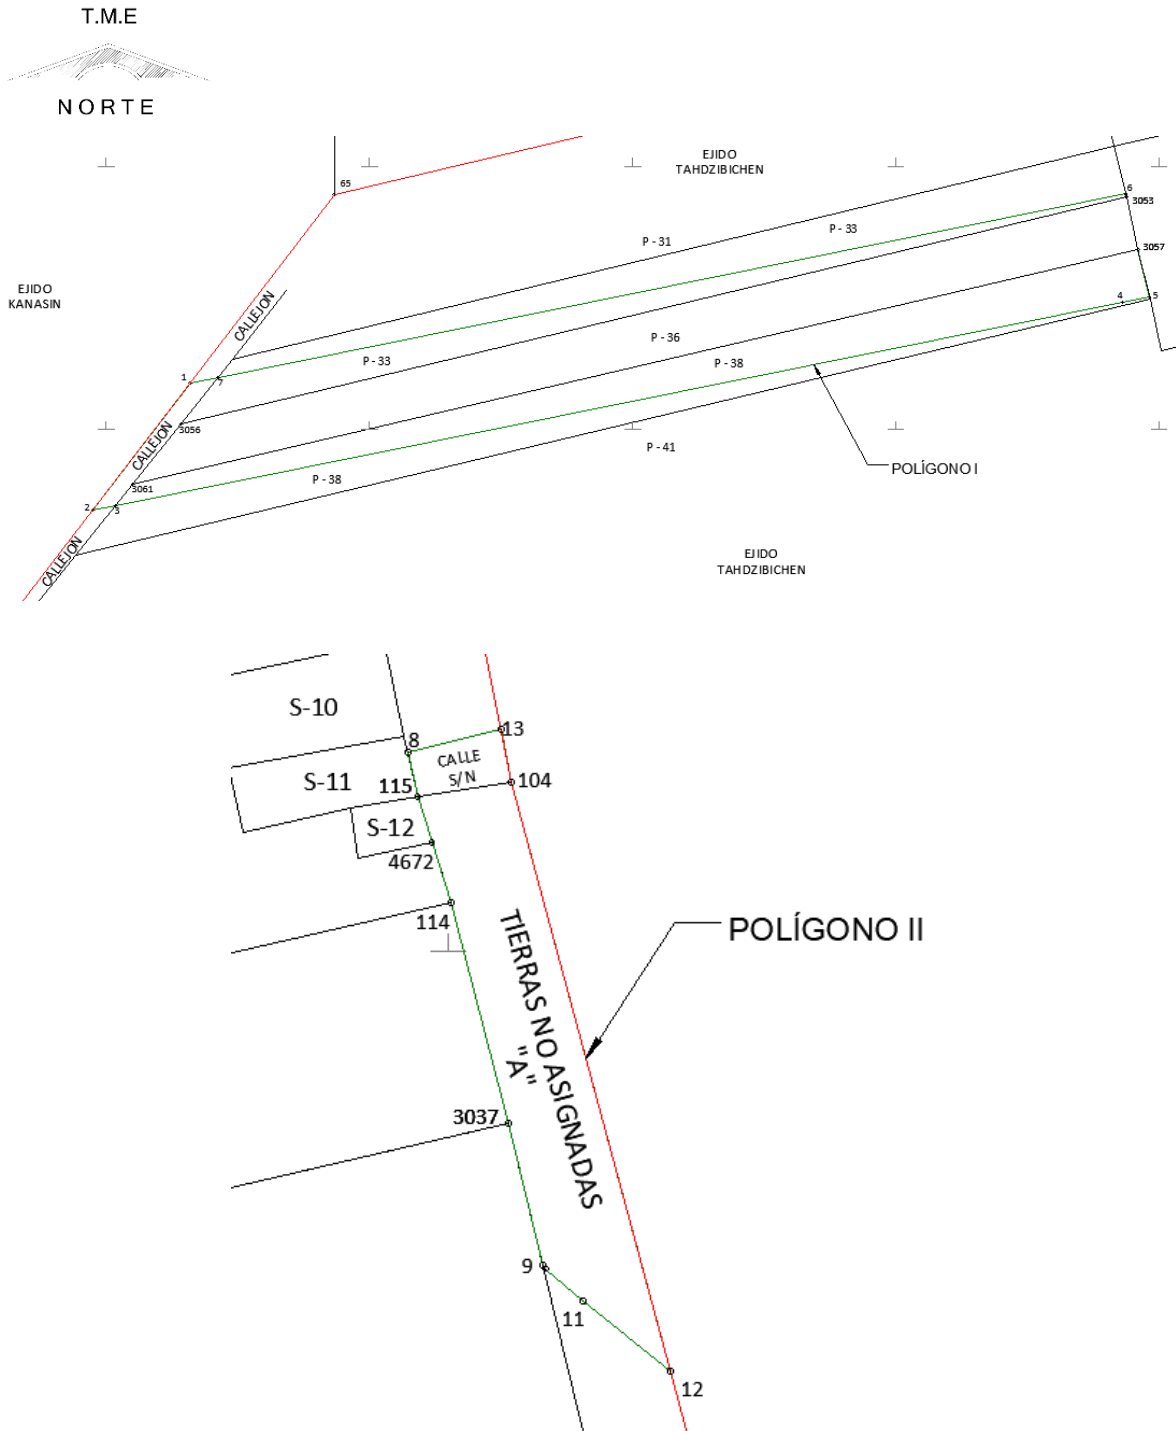 T.M.E
NORTE
EJIDO
TAHDZIBICHEN
65
6
3053
P - 33
P - 31
3057
EJIDO
KANASIN
4
5
CALLEJON
P - 36
P - 33
P - 38
1
7
3056
CALLEJON
P - 41
POLÍGONO I
P - 38
3061
2
3
CALLEJON
EJIDO
TAHDZIBICHEN
S-10
13
8
CALLE
S/N
S-11
115
104
S-12
4672
114
POLÍGONO II
TIERRAS NO ASIGNADAS
"A"
3037
9
11
12